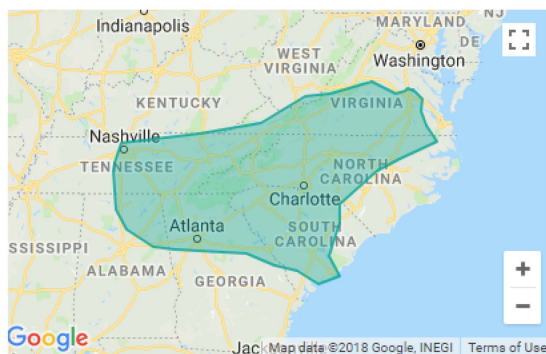 NJ
MARYLAND
Indianapolis
DE
WEST
VIRGINIA
Washington
KENTUCKY
VIRGINIA
Nashville
TENNESSEE
NORTH
CAROLINA
Charlotte
Atlanta
SOUTH
CAROLINA
SSISSIPPI
ALABAMA
GEORGIA
+
−
Google
Map data ©2018 Google, INEGI
Terms of Use